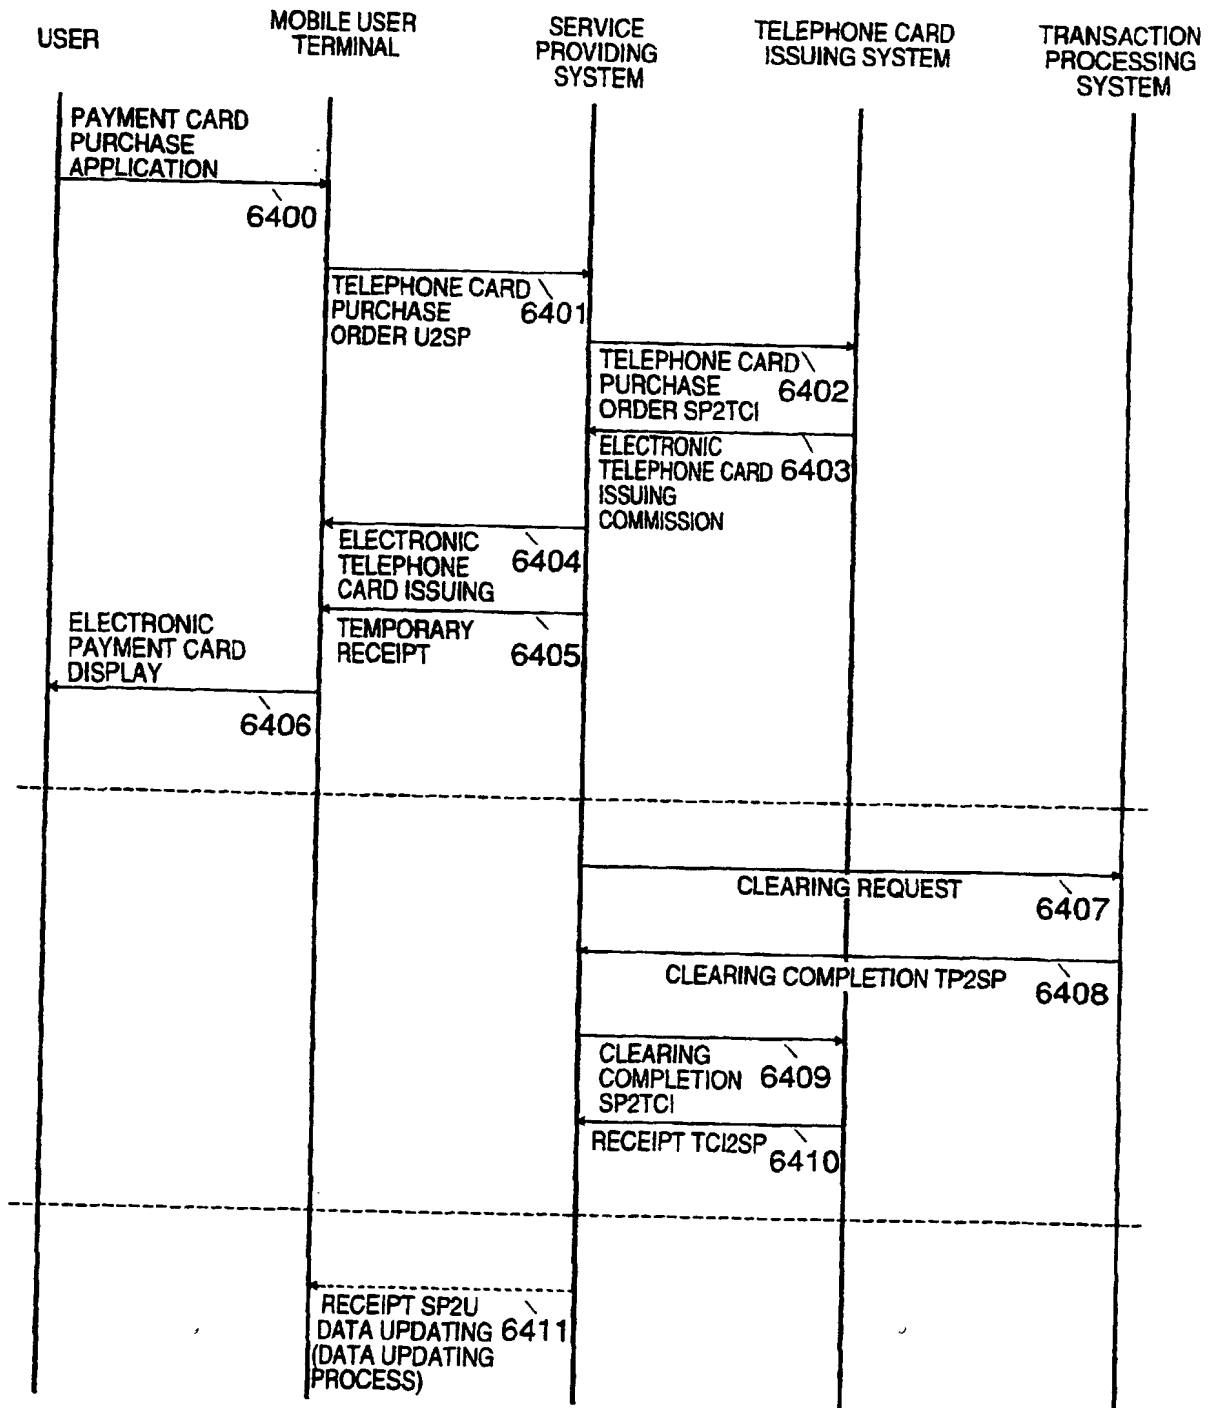 USER
MOBILE USER
TERMINAL
SERVICE
PROVIDING
SYSTEM
TELEPHONE CARD
ISSUING SYSTEM
TRANSACTION
PROCESSING
SYSTEM
PAYMENT CARD
PURCHASE
APPLICATION
6400
TELEPHONE CARD
PURCHASE
ORDER U2SP
6401
TELEPHONE CARD
PURCHASE
ORDER SP2TCI
6402
ELECTRONIC
TELEPHONE CARD
ISSUING
COMMISSION
6403
ELECTRONIC
TELEPHONE
CARD ISSUING
6404
TEMPORARY
RECEIPT
6405
ELECTRONIC
PAYMENT CARD
DISPLAY
6406
CLEARING REQUEST
6407
CLEARING COMPLETION TP2SP
6408
CLEARING
COMPLETION
SP2TCI
6409
RECEIPT TCI2SP
6410
RECEIPT SP2U
DATA UPDATING
(DATA UPDATING
PROCESS)
6411